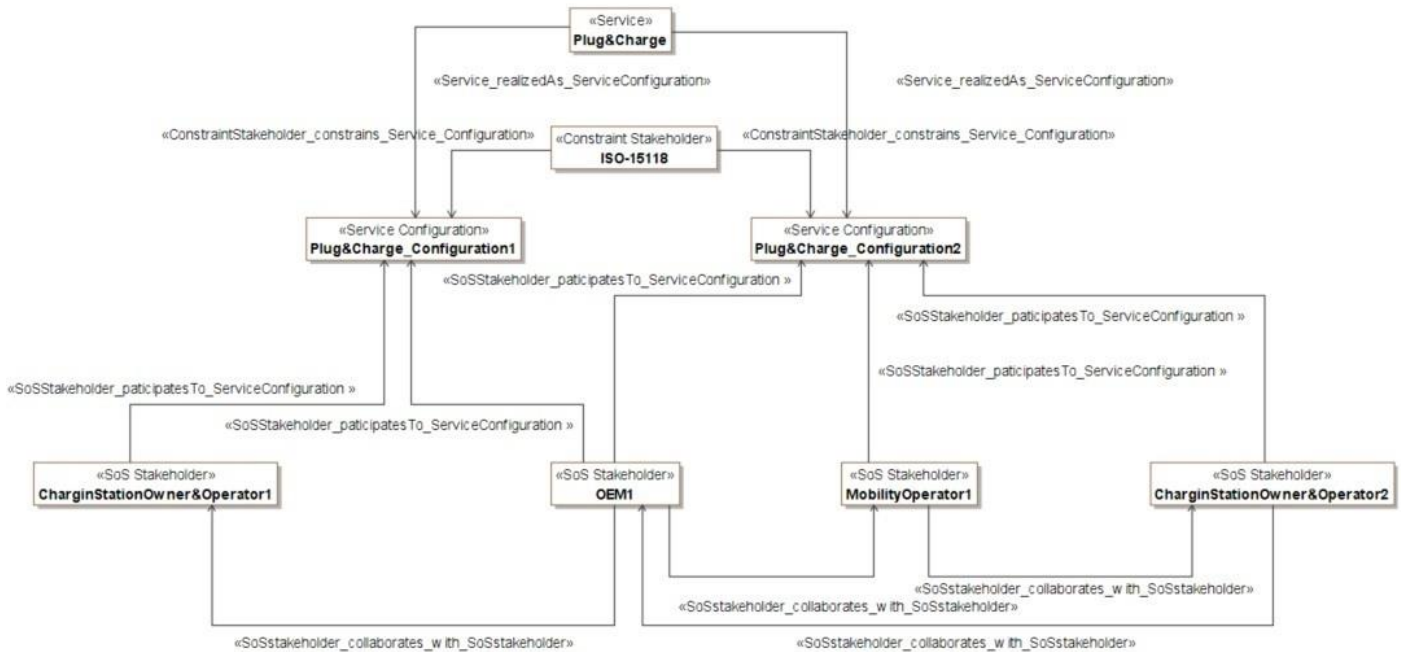 «Service»
Plug&Charge
«Service_realizedAs_ServiceConfiguration»
«Service_realizedAs_ServiceConfiguration»
«ConstraintStakeholder_constrains_Service_Configuration»
«Constraint Stakeholder»
ISO-15118
«ConstraintStakeholder_constrains_Service_Configuration»
«Service Configuration»
Plug&Charge_Configuration1
«Service Configuration»
Plug&Charge_Configuration2
«SoSStakeholder_paticipatesTo_ServiceConfiguration »
«SoSStakeholder_paticipatesTo_ServiceConfiguration »
«SoSStakeholder_paticipatesTo_ServiceConfiguration »
«SoSStakeholder_paticipatesTo_ServiceConfiguration »
«SoSStakeholder_paticipatesTo_ServiceConfiguration »
«SoS Stakeholder»
CharginStationOwner&Operator1
«SoS Stakeholder»
OEM1
«SoS Stakeholder»
MobilityOperator1
«SoS Stakeholder»
CharginStationOwner&Operator2
«SoSstakeholder_collaborates_with_SoSstakeholder»
«SoSstakeholder_collaborates_with_SoSstakeholder»
«SoSstakeholder_collaborates_with_SoSstakeholder»
«SoSstakeholder_collaborates_with_SoSstakeholder»